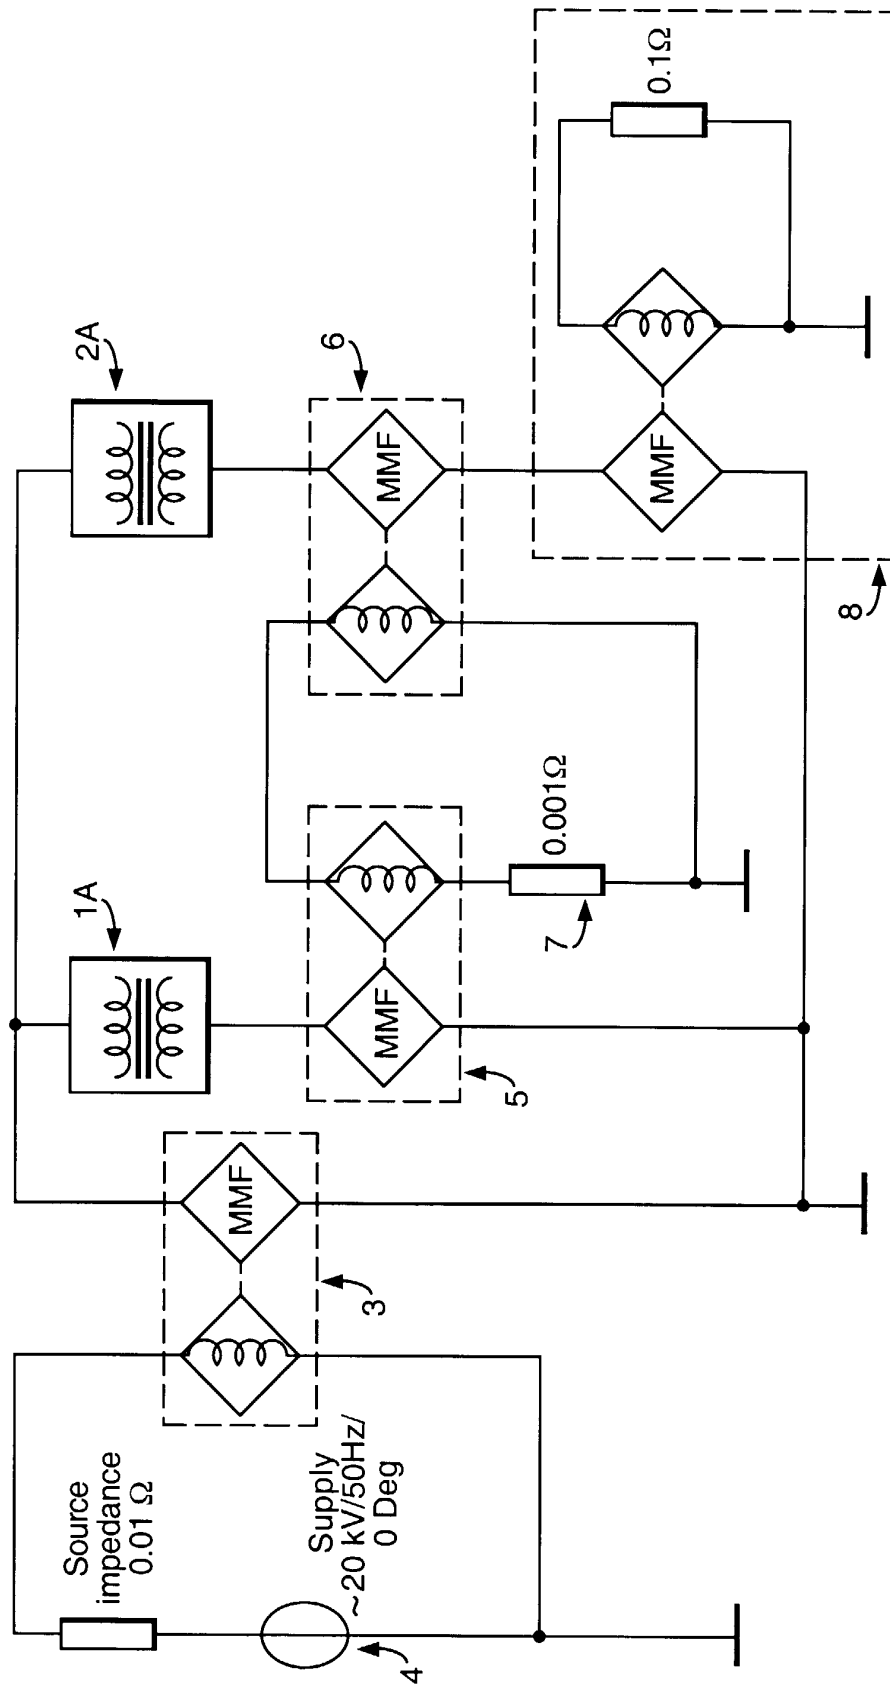 Source
impedance
0.01 Ω
Supply
~20 kV/50Hz/
0 Deg
4
3
MMF
1A
5
MMF
7
0.001Ω
2A
6
MMF
8
MMF
0.1Ω